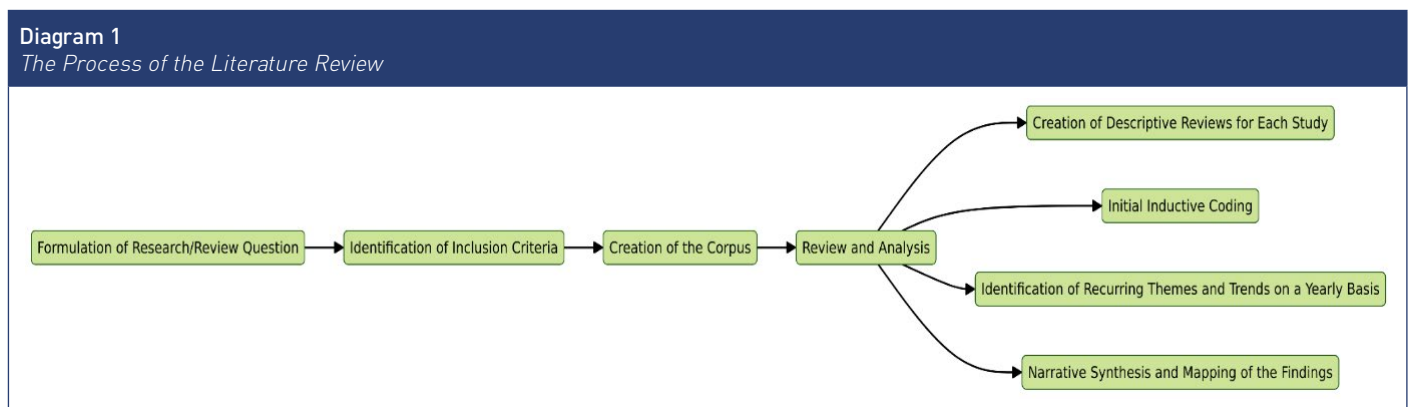 Diagram 1
The Process of the Literature Review
Creation of Descriptive Reviews for Each Study
Initial Inductive Coding
Formulation of Research/Review Question
Identification of Inclusion Criteria
Creation of the Corpus
Review and Analysis
Identification of Recurring Themes and Trends on a Yearly Basis
Narrative Synthesis and Mapping of the Findings